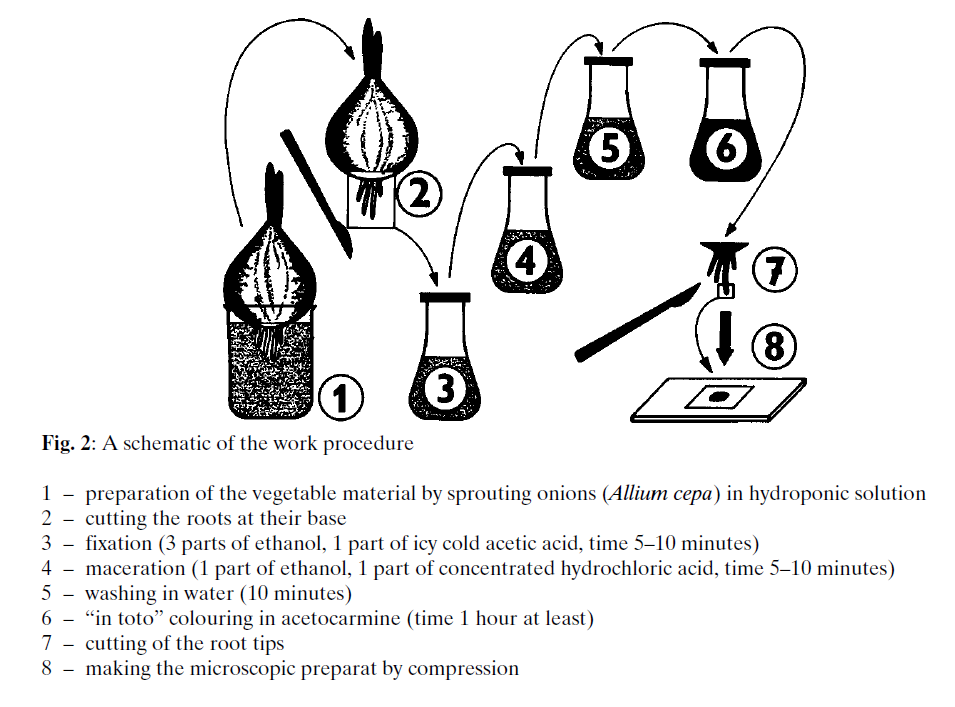 1
2
3
4
5
6
7
8
Fig. 2: A schematic of the work procedure
1 – preparation of the vegetable material by sprouting onions (Allium cepa) in hydroponic solution
2 – cutting the roots at their base
3 – fixation (3 parts of ethanol, 1 part of icy cold acetic acid, time 5–10 minutes)
4 – maceration (1 part of ethanol, 1 part of concentrated hydrochloric acid, time 5–10 minutes)
5 – washing in water (10 minutes)
6 – “in toto” colouring in acetocarmine (time 1 hour at least)
7 – cutting of the root tips
8 – making the microscopic preparat by compression